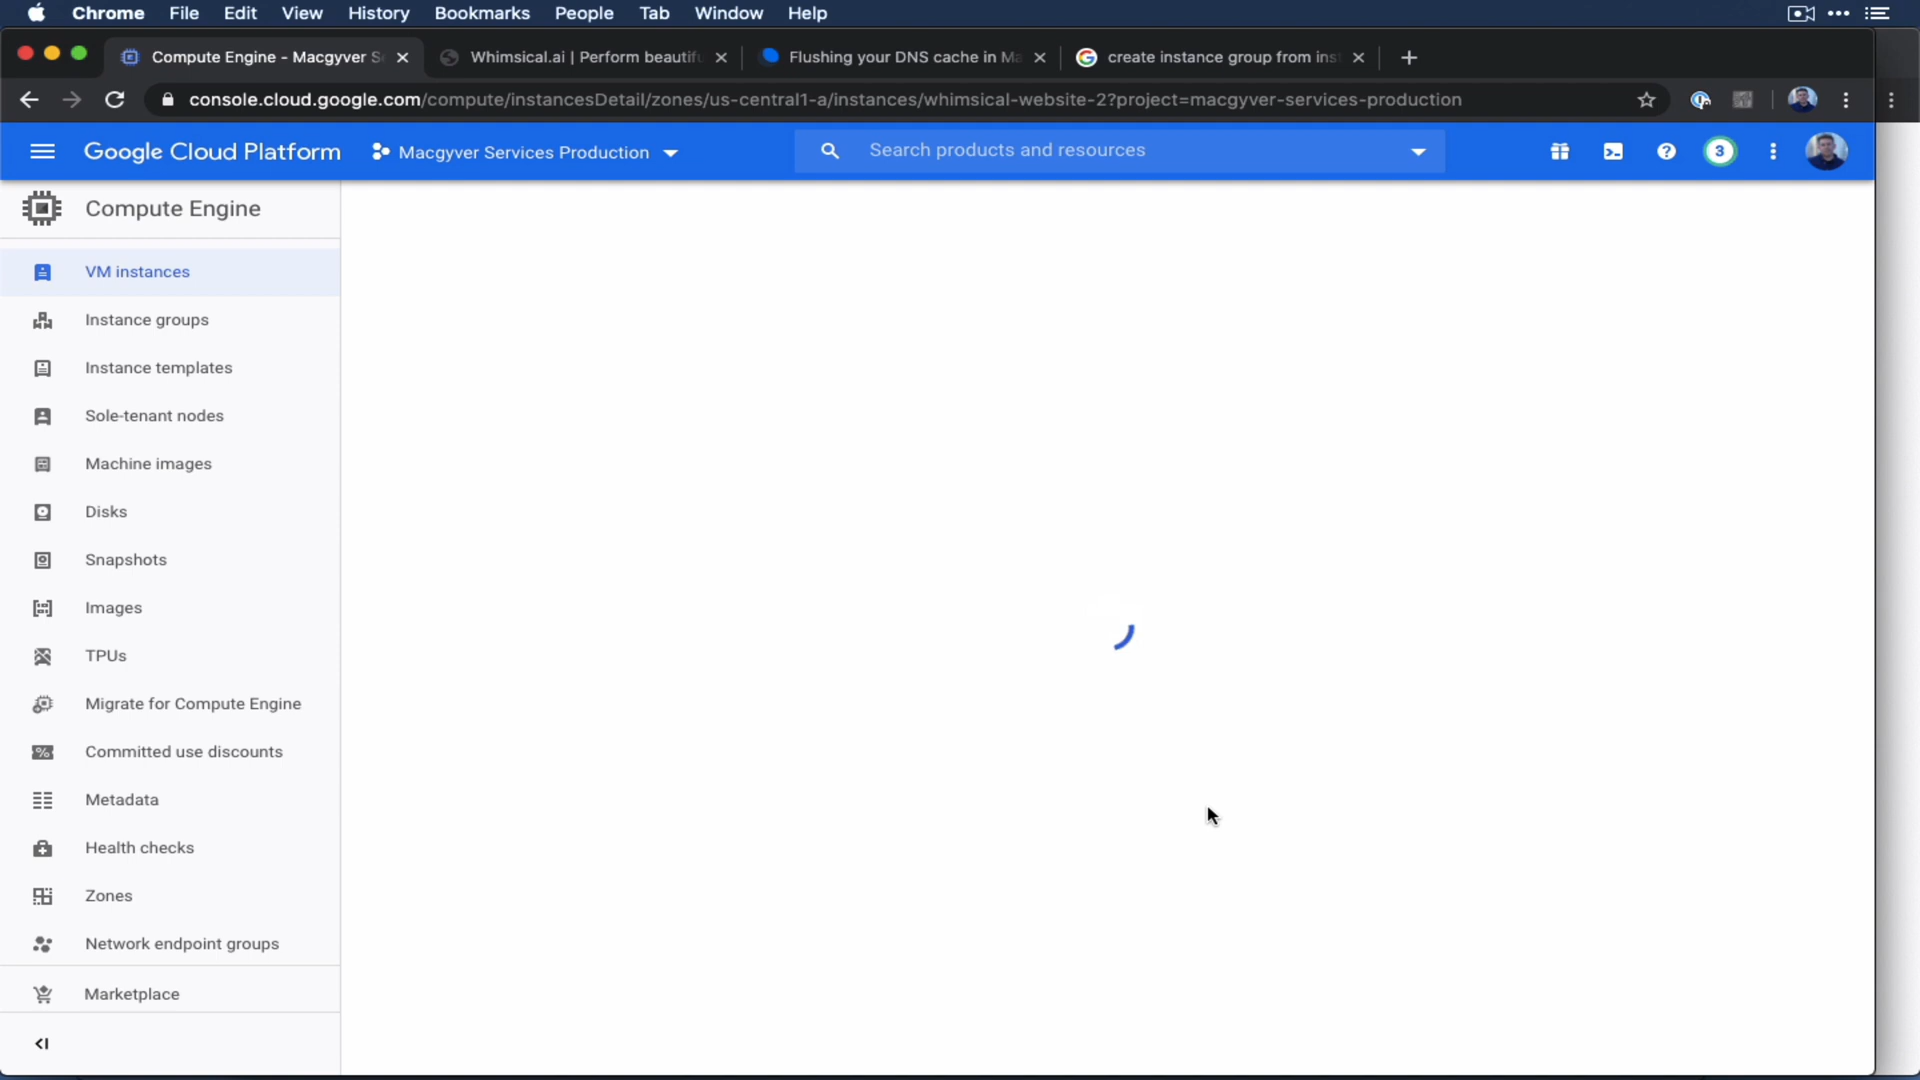 Chrome File Edit View History Bookmarks People Tab Window Help
Compute Engine - Macgyver S
Whimsical.ai | Perform beautif
Flushing your DNS cache in Ma
create instance group from ins
console.cloud.google.com/compute/instancesDetail/zones/us-central1-a/instances/whimsical-website-2?project=macgyver-services-production
Google Cloud Platform
Macgyver Services Production
Search products and resources
3
Compute Engine
VM instances
Instance groups
Instance templates
Sole-tenant nodes
Machine images
Disks
Snapshots
Images
TPUs
Migrate for Compute Engine
Committed use discounts
Metadata
Health checks
Zones
Network endpoint groups
Marketplace